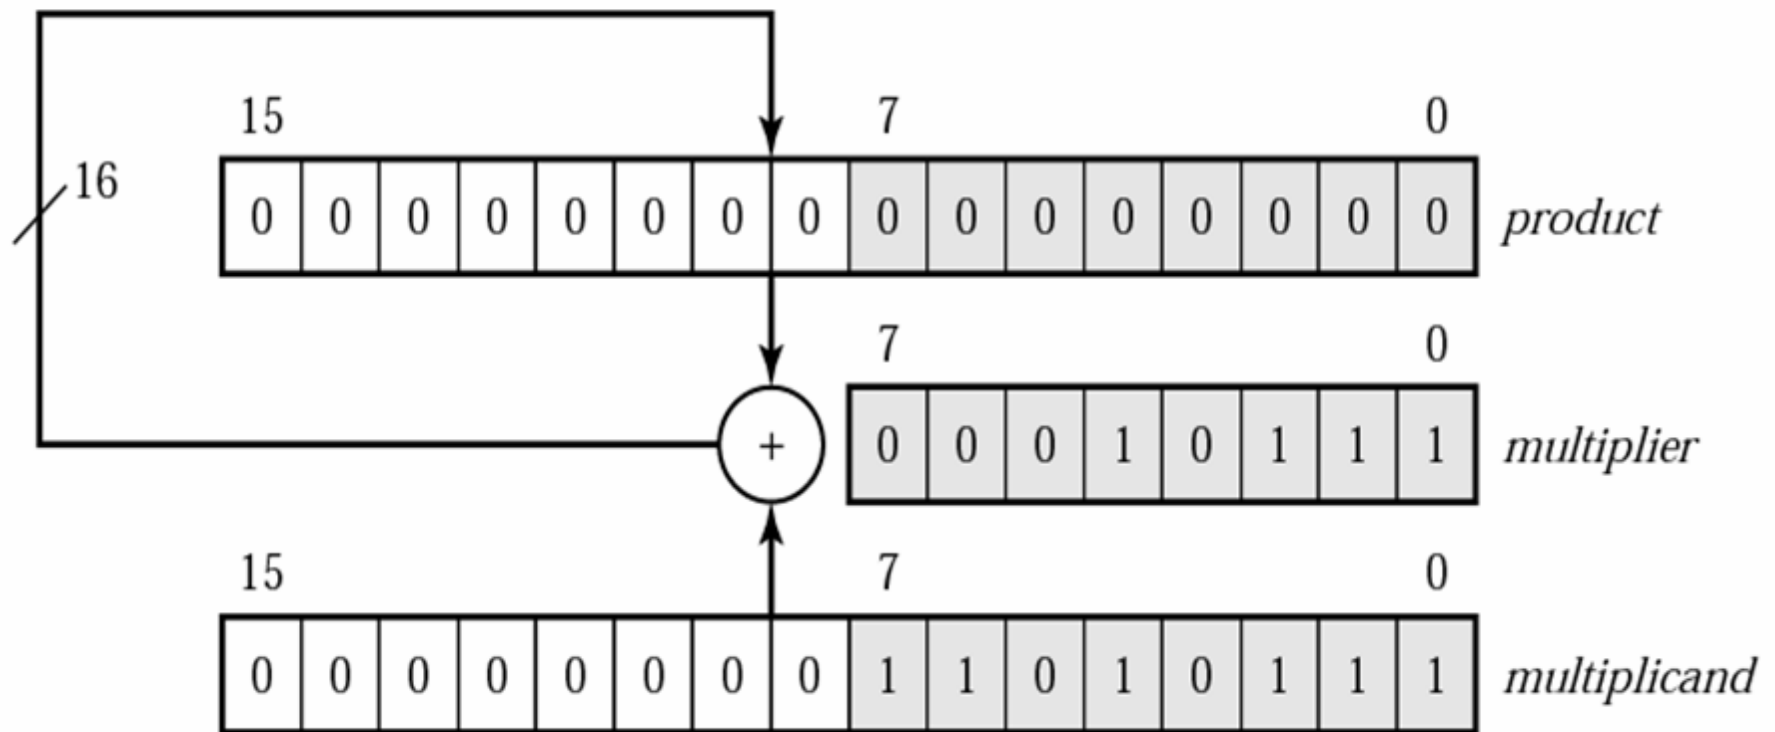 15 7 0
16
0 0 0 0 0 0 0 0 0 0 0 0 0 0 0 0 product
7 0
+ 0 0 0 1 0 1 1 1 multiplier
15 7 0
0 0 0 0 0 0 0 0 1 1 0 1 0 1 1 1 multiplicand